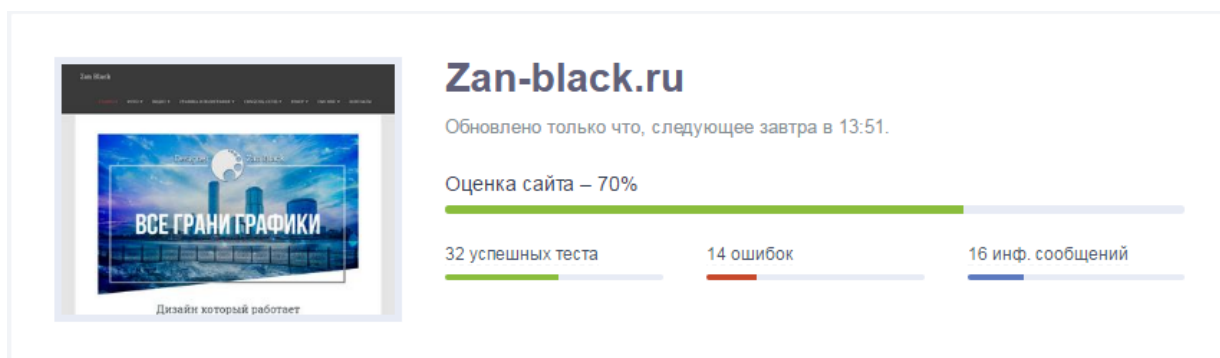 Zan Black
Zan-black.ru
Обновлено только что, следующее завтра в 13:51.
Оценка сайта – 70%
32 успешных теста
14 ошибок
16 инф. сообщений
ВСЕ ГРАНИ ГРАФИКИ
Дизайн который работает